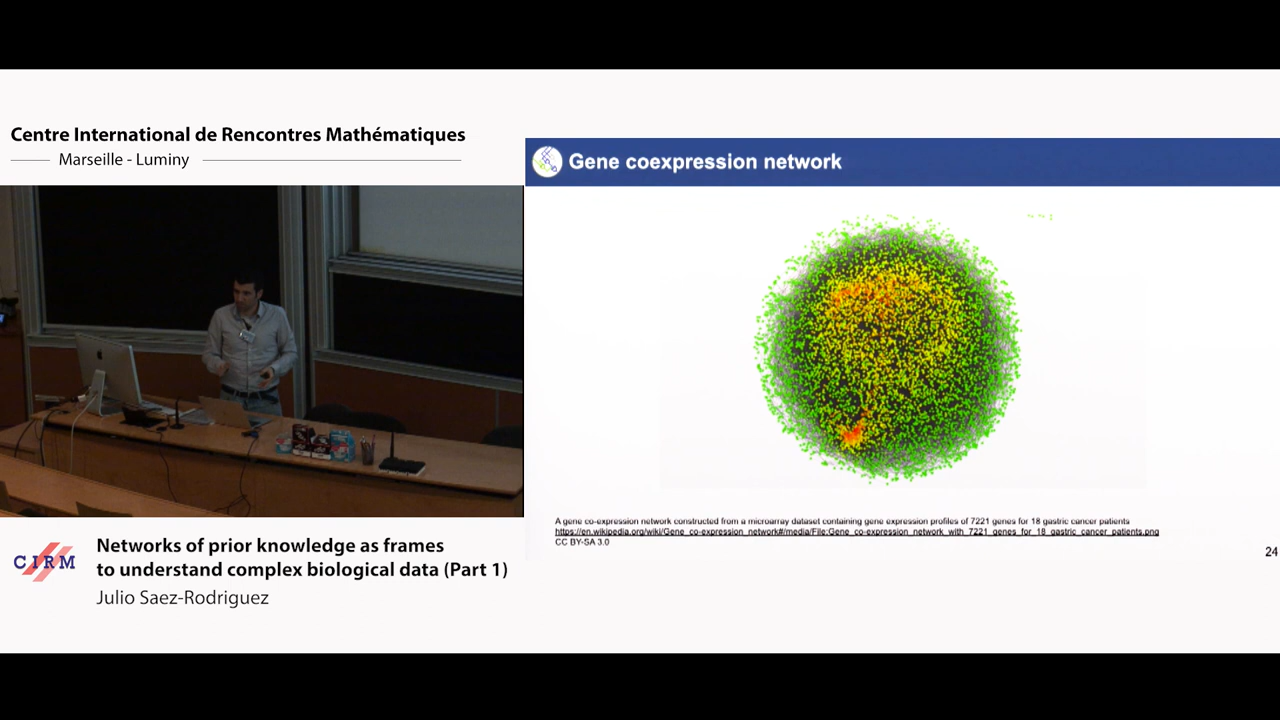 Centre International de Rencontres Mathématiques
Marseille - Luminy
Gene coexpression network
A gene co-expression network constructed from a microarray dataset containing gene expression profiles of 7221 genes for 18 gastric cancer patients
https://en.wikipedia.org/wiki/Gene_co-expression_network#/media/File:Gene_co-expression_network_with_7221_genes_for_18_gastric_cancer_patients.png
CC BY-SA 3.0
24
CIRM
Networks of prior knowledge as frames
to understand complex biological data (Part 1)
Julio Saez-Rodriguez